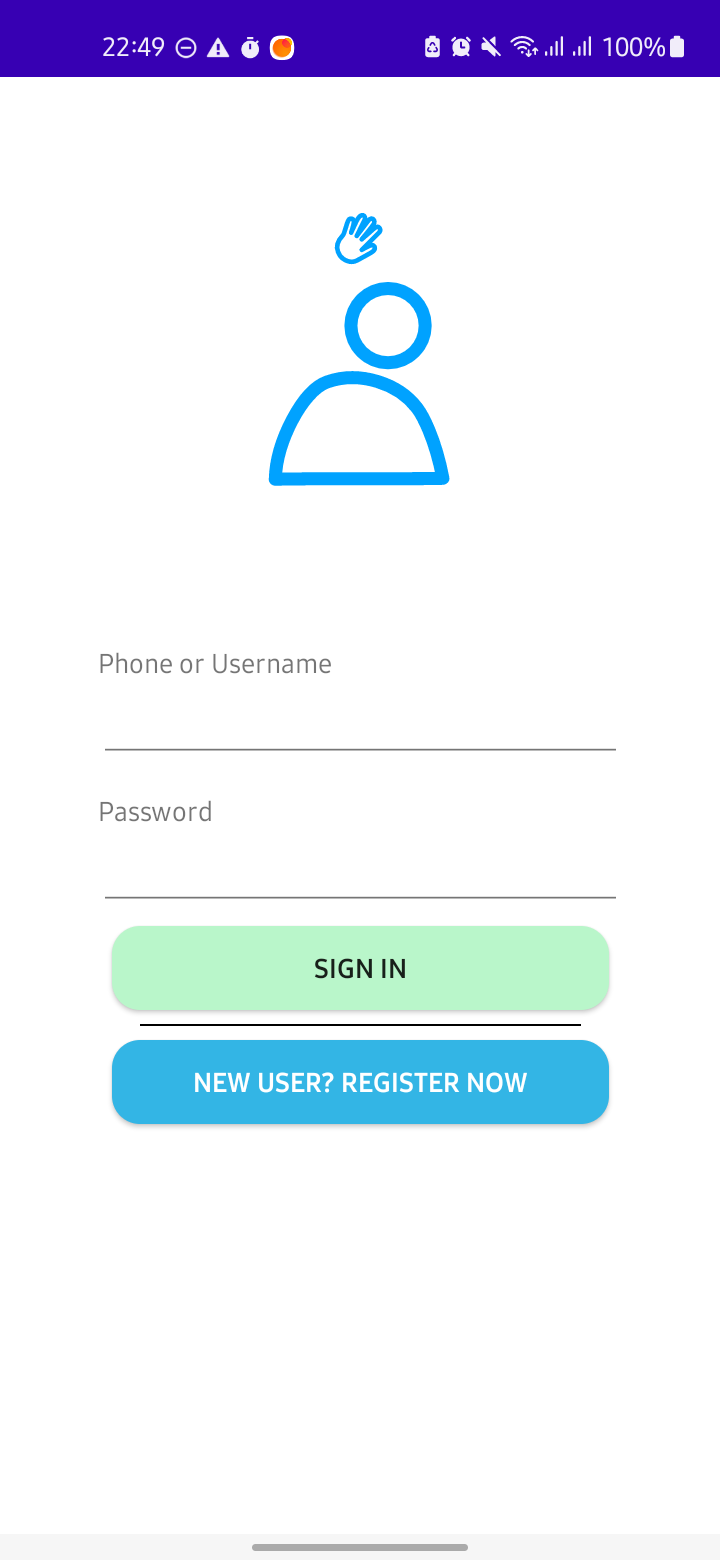 22:49 100%
Phone or Username
Password
SIGN IN
NEW USER? REGISTER NOW